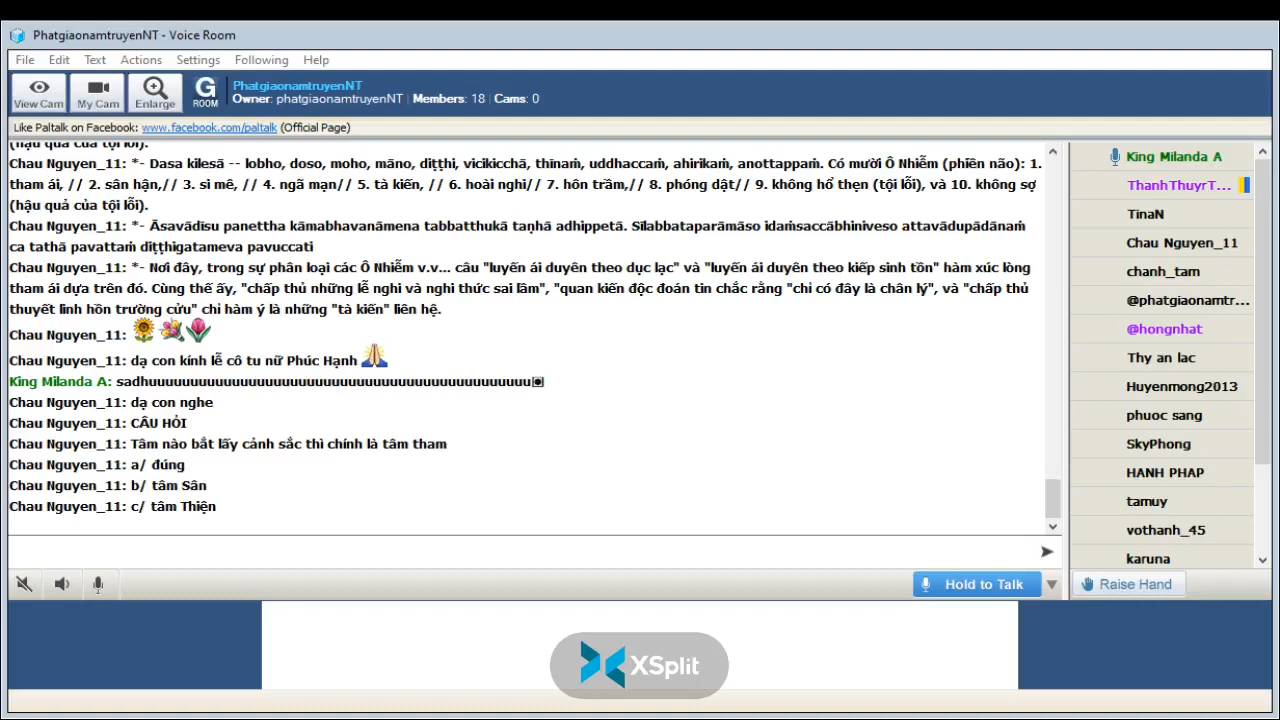 PhatgiaonamtruyenNT - Voice Room
File Edit Text Actions Settings Following Help
View Cam My Cam Enlarge G ROOM
PhatgiaonamtruyenNT
Owner: phatgiaonamtruyenNT | Members: 18 | Cams: 0
Like Paltalk on Facebook: www.facebook.com/paltalk (Official Page)
(hậu quả của tội lỗi).
Chau Nguyen_11: *- Dasa kilesā -- lobho, doso, moho, māno, diṭṭhi, vicikicchā, thīnaṁ, uddhaccaṁ, ahirikaṁ, anottappaṁ. Có mười Ô Nhiễm (phiên não): 1.
tham ái, // 2. sân hận,// 3. si mê, // 4. ngã mạn// 5. tà kiến, // 6. hoài nghi// 7. hôn trầm,// 8. phóng dật// 9. không hổ thẹn (tội lỗi), và 10. không sợ
(hậu quả của tội lỗi).
Chau Nguyen_11: *- Āsavādīsu panettha kāmabhavanāmena tabbatthukā taṇhā adhippetā. Sīlabbataparāmāso idaṁsaccābhiniveso attavādupādānaṁ
ca tathā pavattaṁ diṭṭhigatameva pavuccati
Chau Nguyen_11: *- Nơi đây, trong sự phân loại các Ô Nhiễm v.v... câu "luyến ái duyên theo dục lạc" và "luyến ái duyên theo kiếp sinh tồn" hàm xúc lòng
tham ái dựa trên đó. Cùng thế ấy, "chấp thủ những lễ nghi và nghi thức sai lầm", "quan kiến độc đoán tin chắc rằng "chỉ có đây là chân lý", và "chấp thủ
thuyết linh hồn trường cửu" chỉ hàm ý là những "tà kiến" liên hệ.
Chau Nguyen_11:
Chau Nguyen_11: dạ con kính lễ cô tu nữ Phúc Hạnh
King Milanda A: sadhuuuuuuuuuuuuuuuuuuuuuuuuuuuuuuuuuuuuuuuuuuuuuuu
Chau Nguyen_11: dạ con nghe
Chau Nguyen_11: CÂU HỎI
Chau Nguyen_11: Tâm nào bắt lấy cảnh sắc thì chính là tâm tham
Chau Nguyen_11: a/ đúng
Chau Nguyen_11: b/ tâm Sân
Chau Nguyen_11: c/ tâm Thiện
King Milanda A
ThanhThuyrT...
TinaN
Chau Nguyen_11
chanh_tam
@phatgiaonamtr...
@hongnhat
Thy an lac
Huyenmong2013
phuoc sang
SkyPhong
HANH PHAP
tamuy
vothanh_45
karuna
Hold to Talk
Raise Hand
XSplit